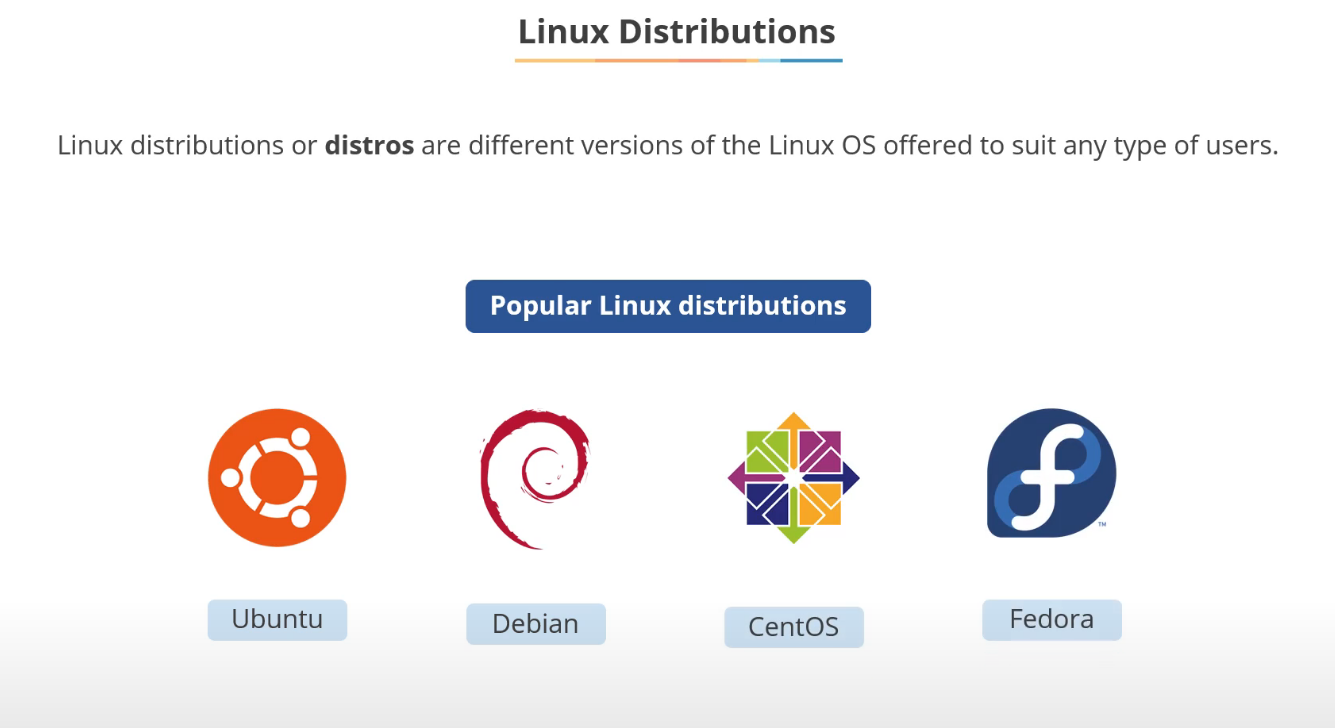 Linux Distributions
Linux distributions or distros are different versions of the Linux OS offered to suit any type of users.
Popular Linux distributions
TM
Ubuntu
Debian
CentOS
Fedora